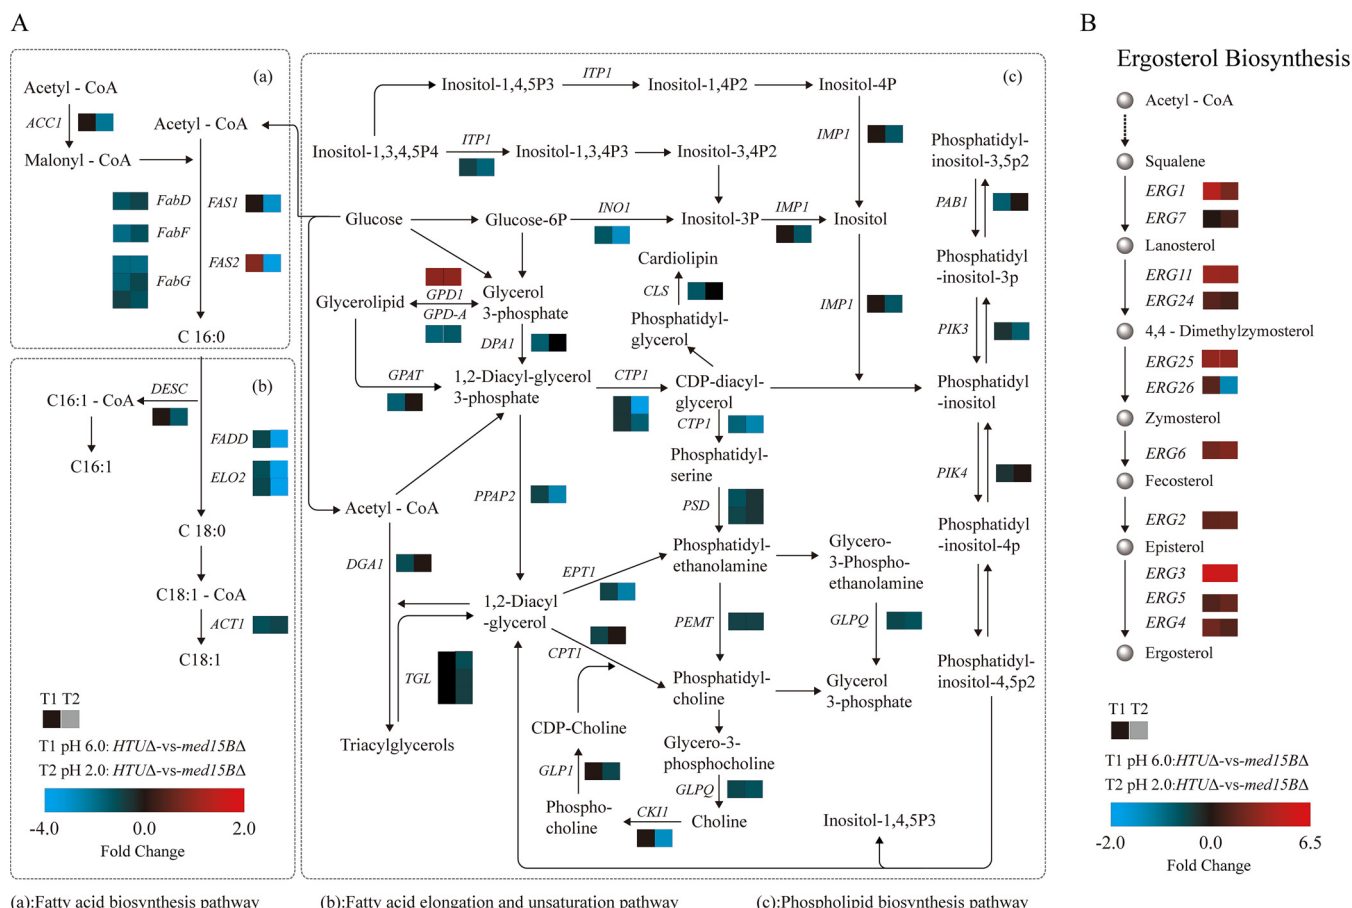 A
B
(a)
Acetyl - CoA
ACC1
Malonyl - CoA
Acetyl - CoA
FabD
FAS1
FabF
FabG
FAS2
C 16:0
(b)
C16:1 - CoA
DESC
C16:1
FADD
ELO2
C 18:0
C18:1 - CoA
ACT1
C18:1
T1 T2
T1 pH 6.0: HTUΔ-vs-med15BΔ
T2 pH 2.0: HTUΔ-vs-med15BΔ
-4.0
0.0
2.0
Fold Change
(c)
Inositol-1,4,5P3
ITP1
Inositol-1,4P2
Inositol-4P
Inositol-1,3,4,5P4
ITP1
Inositol-1,3,4P3
Inositol-3,4P2
IMP1
Phosphatidyl-
inositol-3,5p2
Glucose
Glucose-6P
INO1
Inositol-3P
IMP1
Inositol
PAB1
Cardiolipin
CLS
Phosphatidyl-
glycerol
Phosphatidyl
-inositol-3p
Glycerolipid
GPD1
GPD-A
Glycerol
3-phosphate
DPA1
IMP1
PIK3
GPAT
1,2-Diacyl-glycerol
3-phosphate
CTP1
CDP-diacyl-
glycerol
Phosphatidyl
-inositol
CTP1
Phosphatidyl-
serine
PIK4
Acetyl - CoA
PPAP2
PSD
Phosphatidyl
-inositol-4p
DGA1
EPT1
Phosphatidyl-
ethanolamine
Glycero-
3-Phospho-
ethanolamine
1,2-Diacyl
-glycerol
CPT1
PEMT
GLPQ
TGL
Phosphatidyl-
choline
Glycerol
3-phosphate
Phosphatidyl-
inositol-4,5p2
Triacylglycerols
CDP-Choline
Glycero-3-
phosphocholine
GLP1
GLPQ
Phospho-
choline
CKI1
Choline
Inositol-1,4,5P3
Ergosterol Biosynthesis
Acetyl - CoA
Squalene
ERG1
ERG7
Lanosterol
ERG11
ERG24
4,4 - Dimethylzymosterol
ERG25
ERG26
Zymosterol
ERG6
Fecosterol
ERG2
Episterol
ERG3
ERG5
ERG4
Ergosterol
T1 T2
T1 pH 6.0:HTUΔ-vs-med15BΔ
T2 pH 2.0:HTUΔ-vs-med15BΔ
-2.0
0.0
6.5
Fold Change
(a):Fatty acid biosynthesis pathway
(b):Fatty acid elongation and unsaturation pathway
(c):Phospholipid biosynthesis pathway